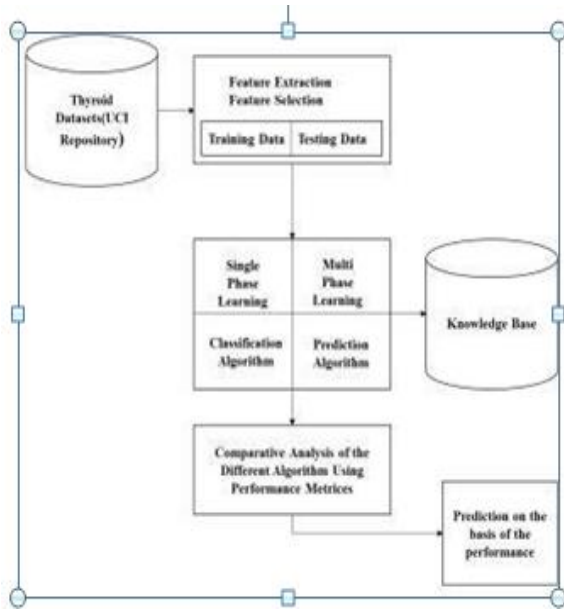 Thyroid
Datasets(UCI
Repository)
Feature Extraction
Feature Selection
Training Data
Testing Data
Single
Phase
Learning
Multi
Phase
Learning
Classification
Algorithm
Prediction
Algorithm
Knowledge Base
Comparative Analysis of the
Different Algorithm Using
Performance Metrices
Prediction on the
basis of the
performance